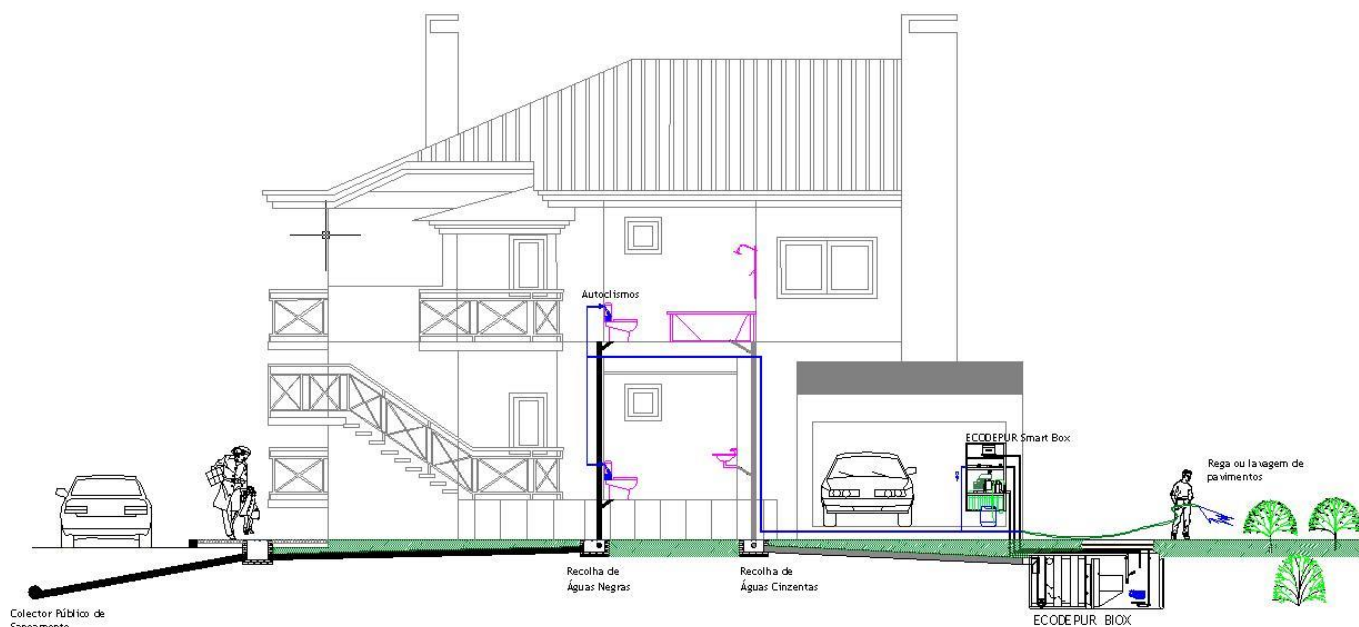 Autoclismos
ECODEPUR Smart Box
Rega ou lavagem de
pavimentos
Recolha de
Águas Negras
Recolha de
Águas Cinzentas
Colector Público de
Saneamento
ECODEPUR BIOX